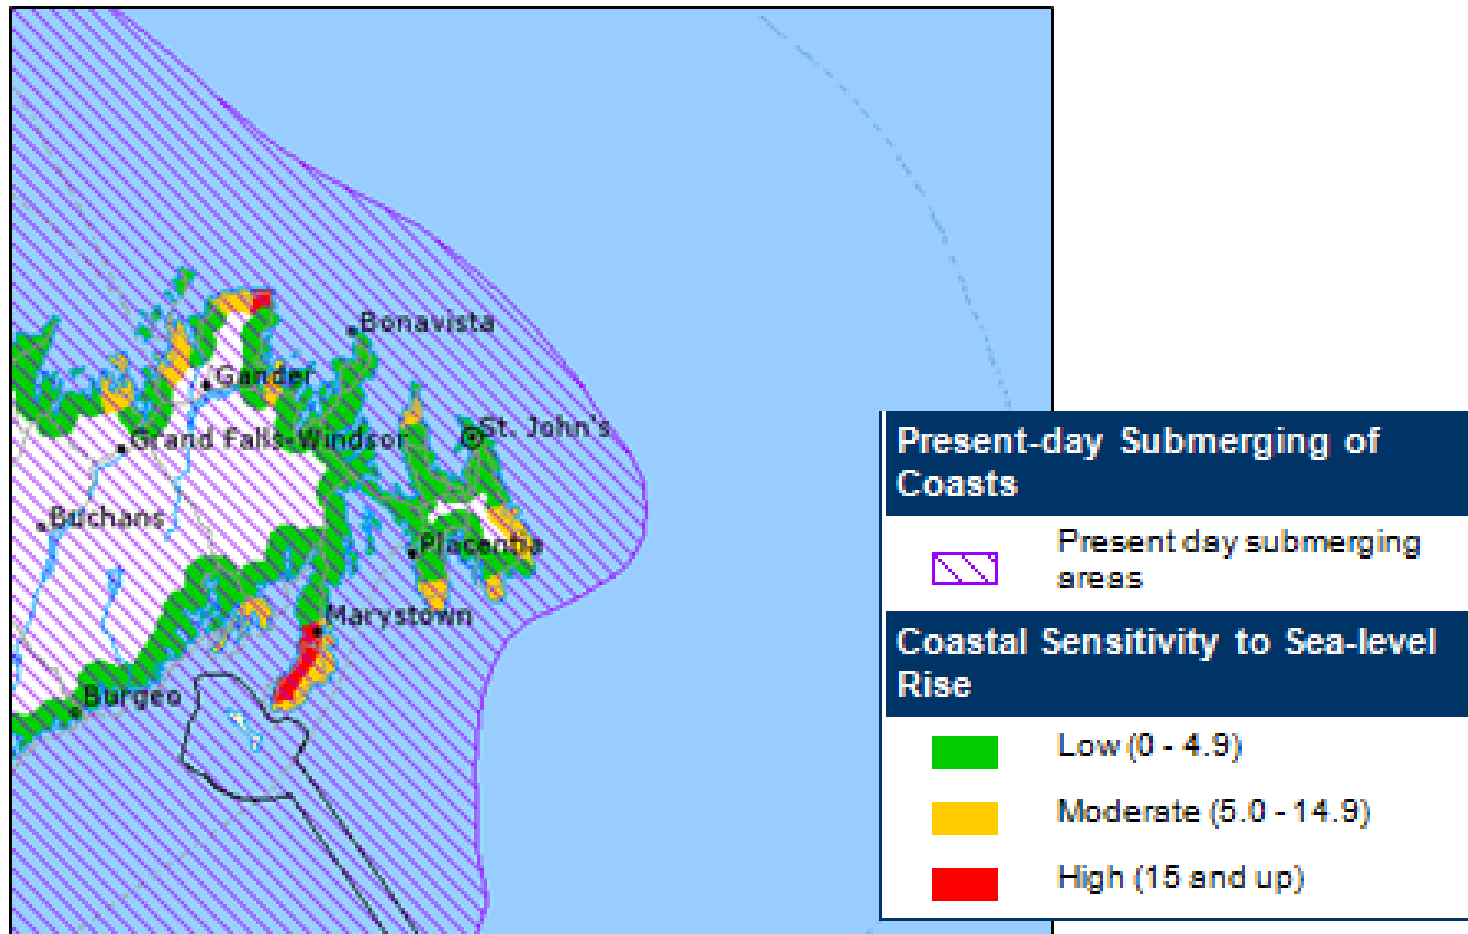 Bonavista
Gander
St. John's
Grand Falls-Windsor
Buchans
Placentia
Marystown
Burgeo
Present-day Submerging of
Coasts
Present day submerging
areas
Coastal Sensitivity to Sea-level
Rise
Low (0 - 4.9)
Moderate (5.0 - 14.9)
High (15 and up)